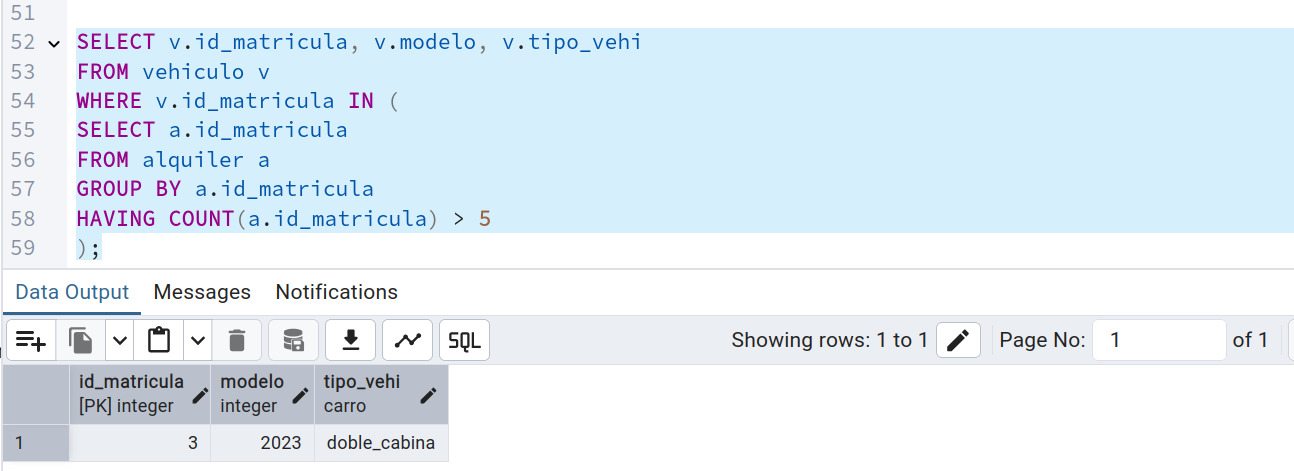 51
52 SELECT v.id_matricula, v.modelo, v.tipo_vehi
53 FROM vehiculo v
54 WHERE v.id_matricula IN (
55 SELECT a.id_matricula
56 FROM alquiler a
57 GROUP BY a.id_matricula
58 HAVING COUNT(a.id_matricula) > 5
59 );
Data Output Messages Notifications
SQL Showing rows: 1 to 1 Page No: 1 of 1
id_matricula modelo tipo_vehi
[PK] integer integer carro
1 3 2023 doble_cabina